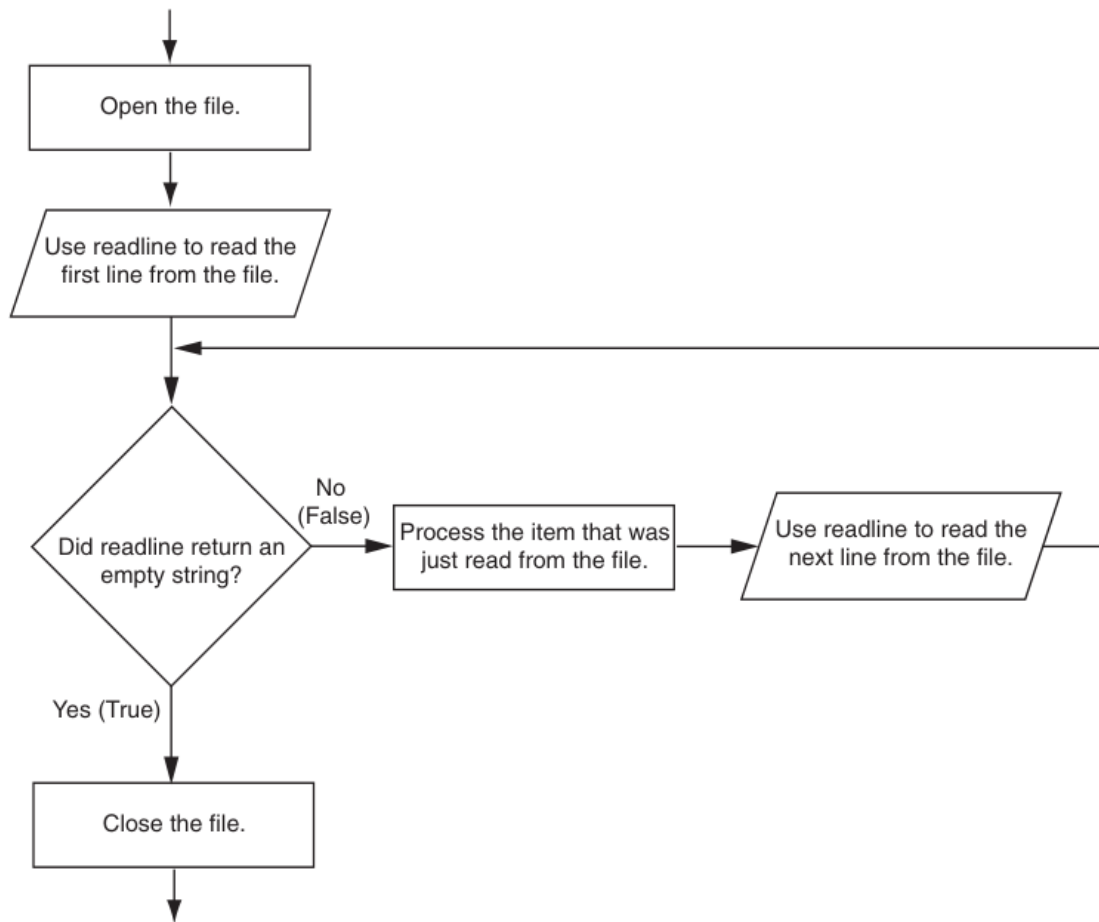 Open the file.
Use readline to read the
first line from the file.
No
(False)
Did readline return an
empty string?
Process the item that was
just read from the file.
Use readline to read the
next line from the file.
Yes (True)
Close the file.